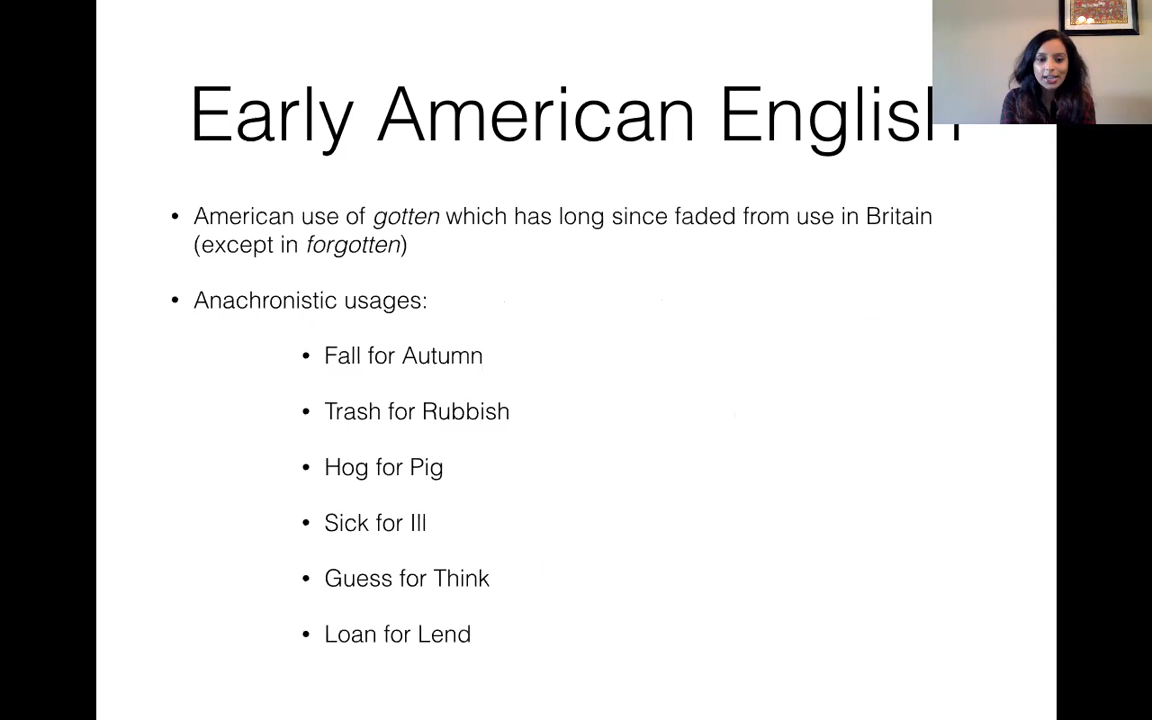 Early American English
• American use of gotten which has long since faded from use in Britain
(except in forgotten)
• Anachronistic usages:
• Fall for Autumn
• Trash for Rubbish
• Hog for Pig
• Sick for Ill
• Guess for Think
• Loan for Lend